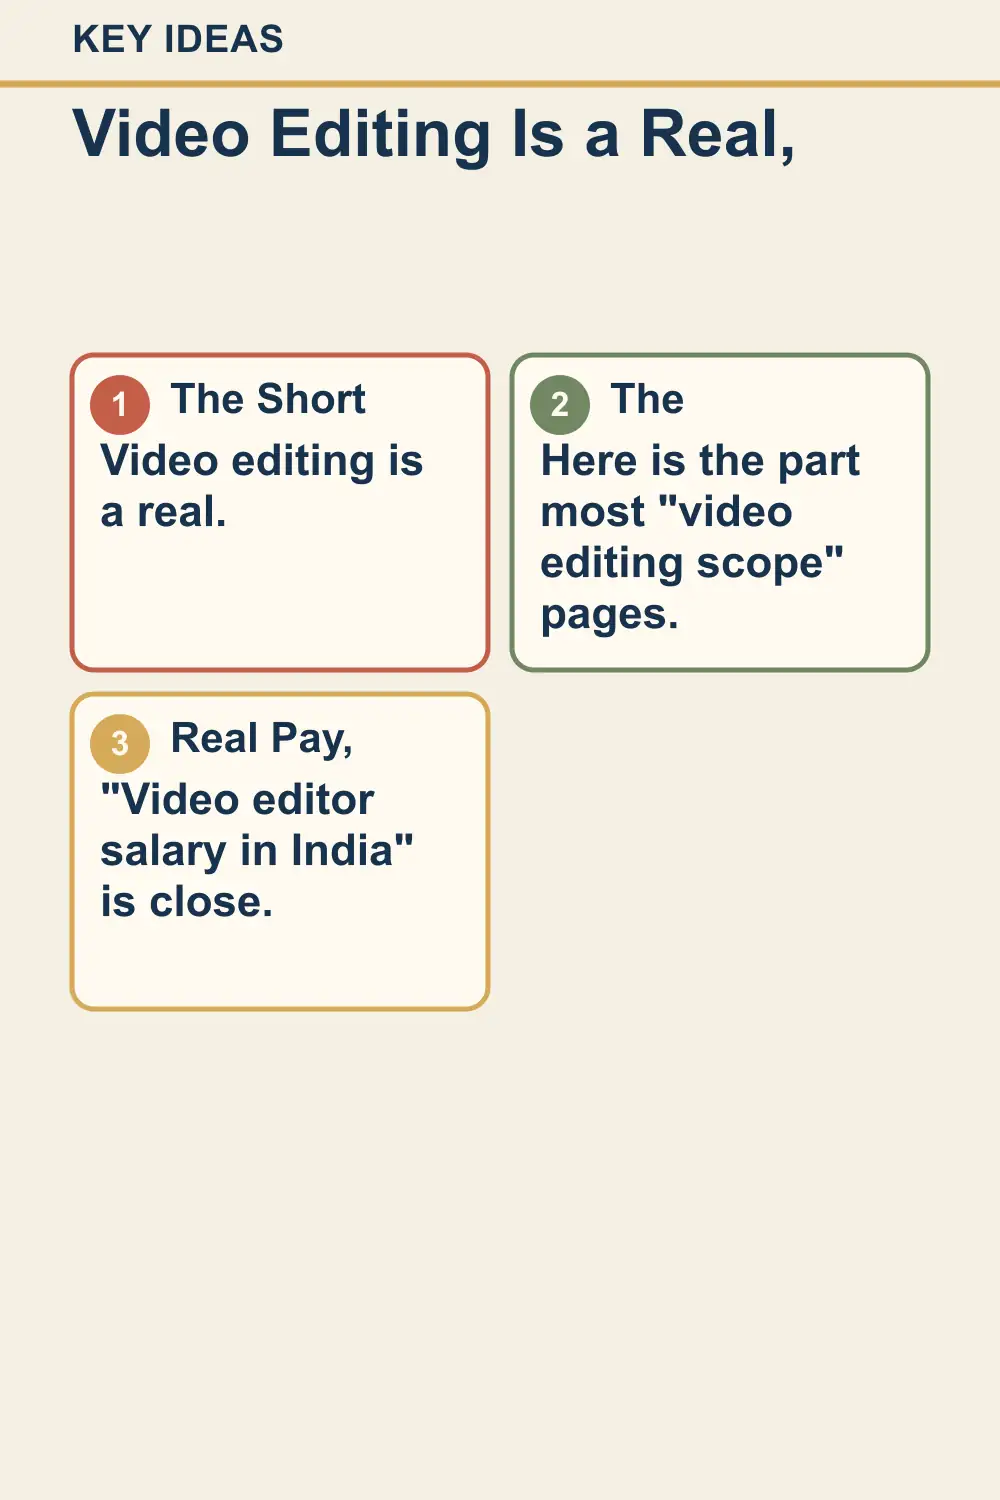 KEY IDEAS
Video Editing Is a Real,
1 The Short
Video editing is
a real.
2 The
Here is the part
most "video
editing scope"
pages.
3 Real Pay,
"Video editor
salary in India"
is close.